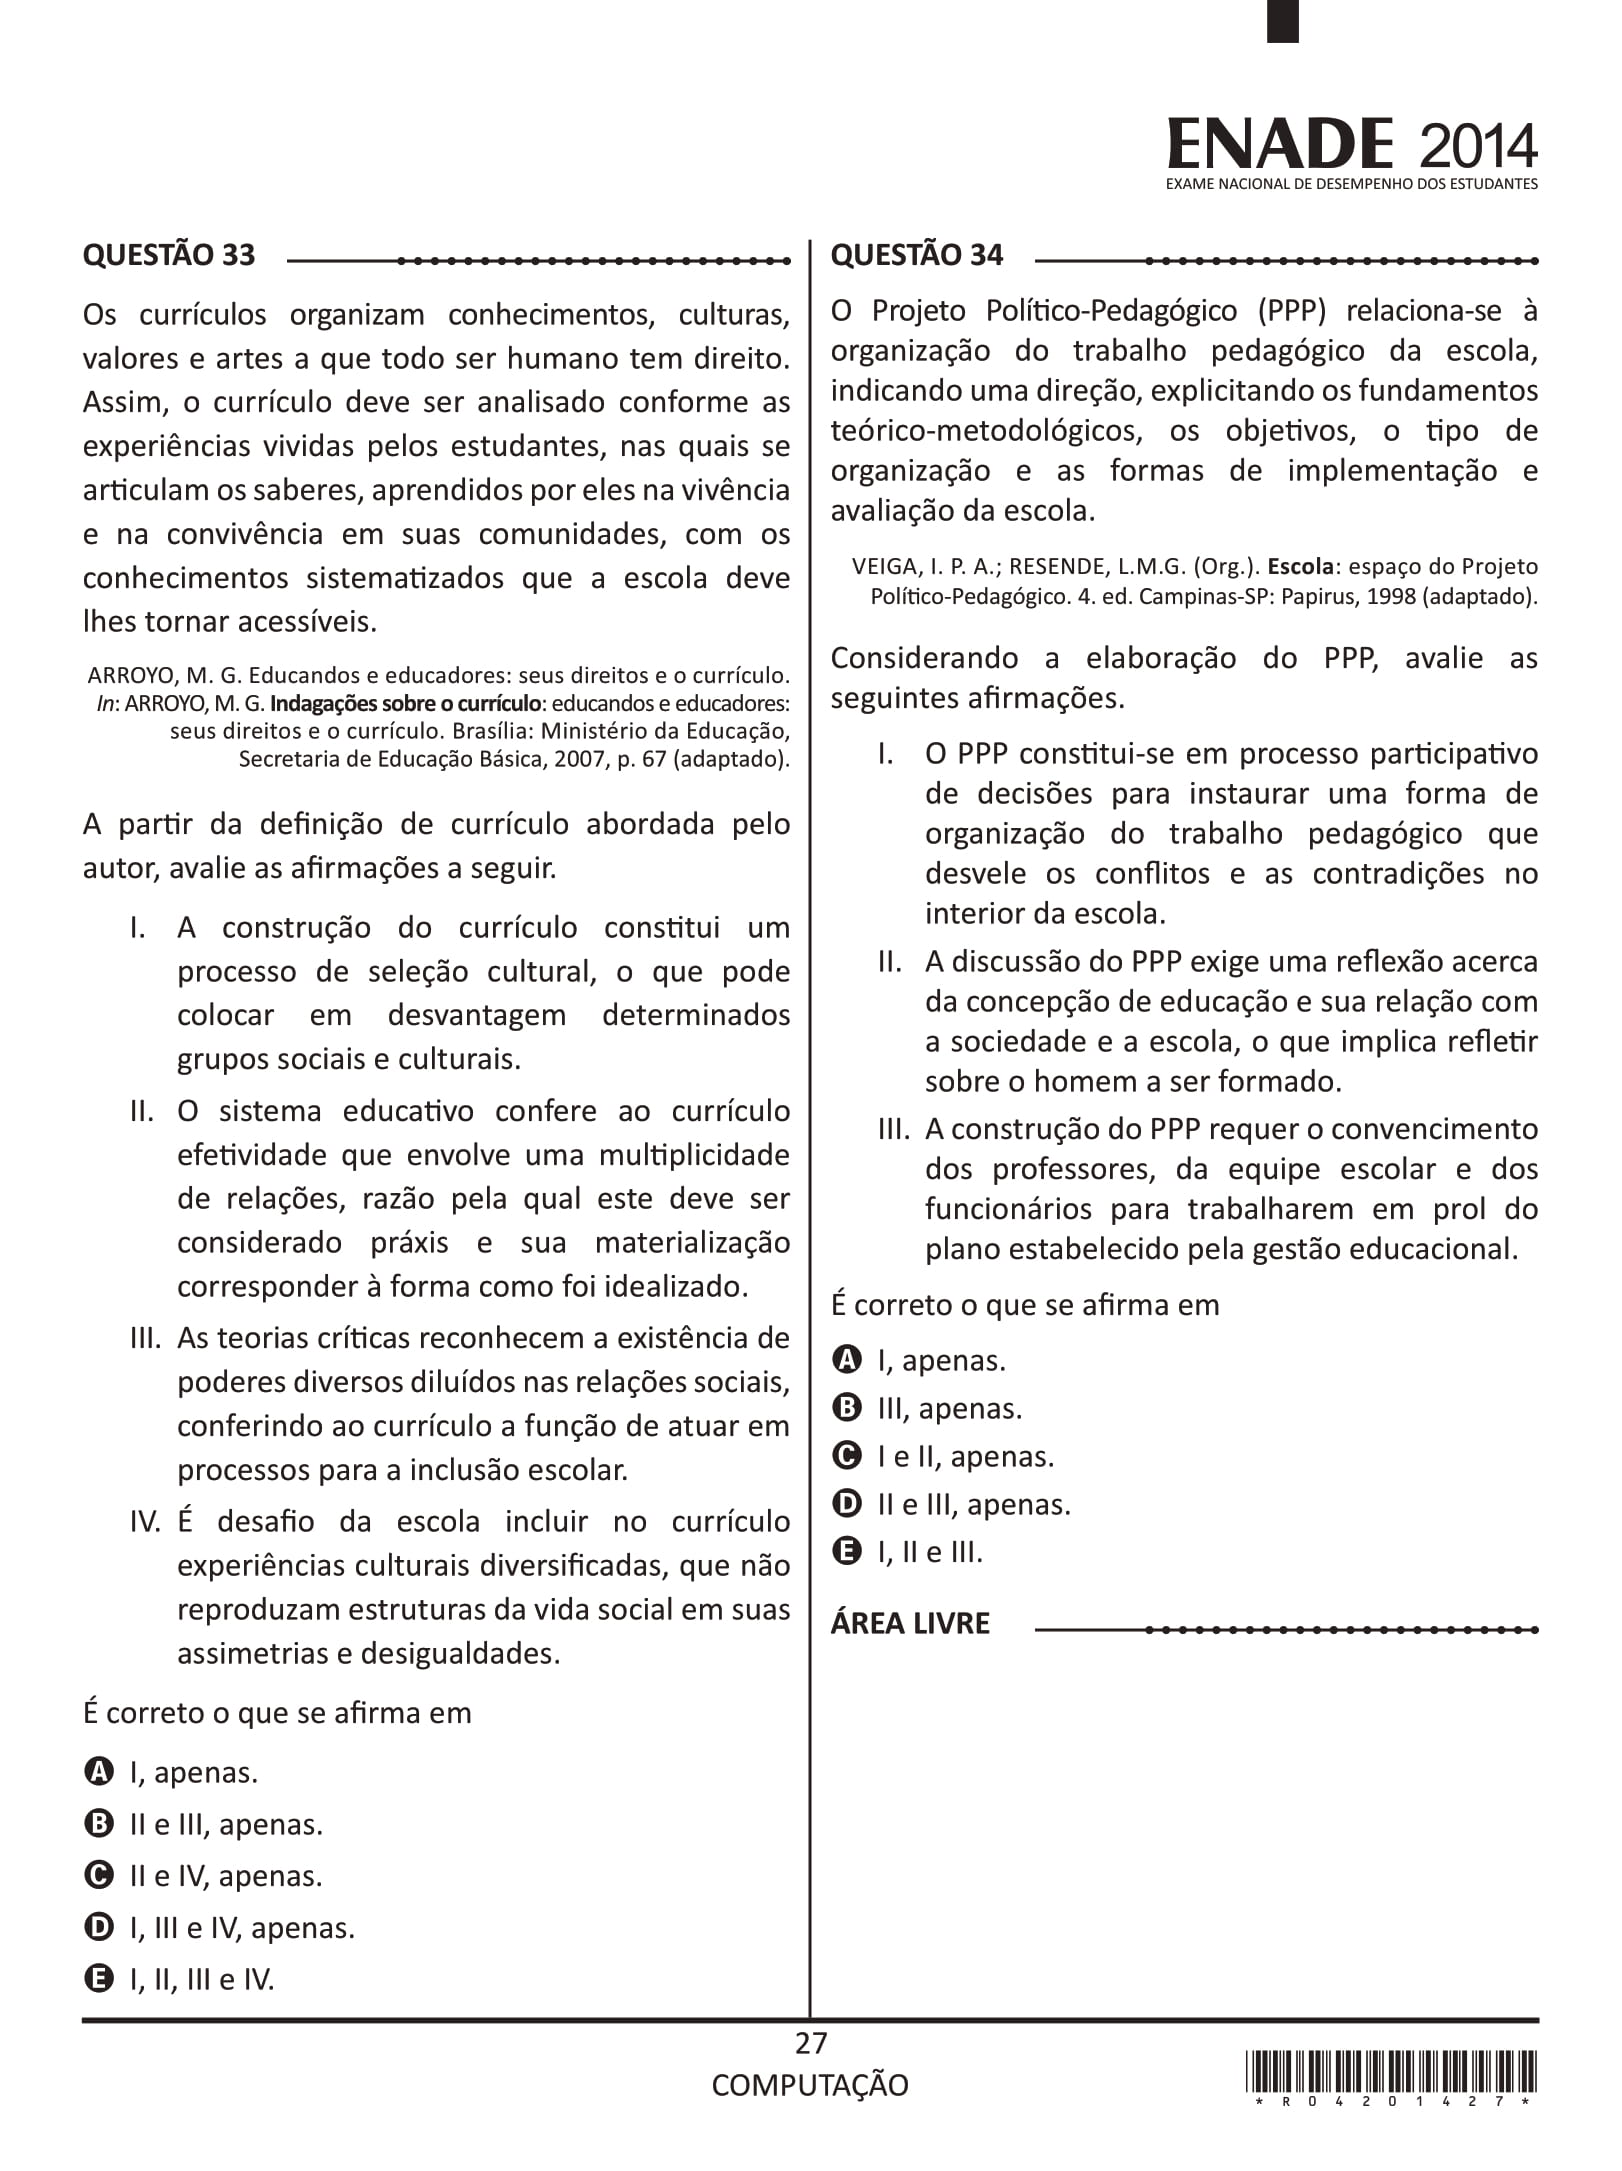 ENADE 2014
EXAME NACIONAL DE DESEMPENHO DOS ESTUDANTES
QUESTÃO 33
Os currículos organizam conhecimentos, culturas,
valores e artes a que todo ser humano tem direito.
Assim, o currículo deve ser analisado conforme as
experiências vividas pelos estudantes, nas quais se
articulam os saberes, aprendidos por eles na vivência
e na convivência em suas comunidades, com os
conhecimentos sistematizados que a escola deve
lhes tornar acessíveis.
ARROYO, M. G. Educandos e educadores: seus direitos e o currículo.
In: ARROYO, M. G. Indagações sobre o currículo: educandos e educadores:
seus direitos e o currículo. Brasília: Ministério da Educação,
Secretaria de Educação Básica, 2007, p. 67 (adaptado).
A partir da definição de currículo abordada pelo
autor, avalie as afirmações a seguir.
I. A construção do currículo constitui um
processo de seleção cultural, o que pode
colocar em desvantagem determinados
grupos sociais e culturais.
II. O sistema educativo confere ao currículo
efetividade que envolve uma multiplicidade
de relações, razão pela qual este deve ser
considerado práxis e sua materialização
corresponder à forma como foi idealizado.
III. As teorias críticas reconhecem a existência de
poderes diversos diluídos nas relações sociais,
conferindo ao currículo a função de atuar em
processos para a inclusão escolar.
IV. É desafio da escola incluir no currículo
experiências culturais diversificadas, que não
reproduzam estruturas da vida social em suas
assimetrias e desigualdades.
É correto o que se afirma em
A I, apenas.
B II e III, apenas.
C II e IV, apenas.
D I, III e IV, apenas.
E I, II, III e IV.
QUESTÃO 34
O Projeto Político-Pedagógico (PPP) relaciona-se à
organização do trabalho pedagógico da escola,
indicando uma direção, explicitando os fundamentos
teórico-metodológicos, os objetivos, o tipo de
organização e as formas de implementação e
avaliação da escola.
VEIGA, I. P. A.; RESENDE, L.M.G. (Org.). Escola: espaço do Projeto
Político-Pedagógico. 4. ed. Campinas-SP: Papirus, 1998 (adaptado).
Considerando a elaboração do PPP, avalie as
seguintes afirmações.
I. O PPP constitui-se em processo participativo
de decisões para instaurar uma forma de
organização do trabalho pedagógico que
desvele os conflitos e as contradições no
interior da escola.
II. A discussão do PPP exige uma reflexão acerca
da concepção de educação e sua relação com
a sociedade e a escola, o que implica refletir
sobre o homem a ser formado.
III. A construção do PPP requer o convencimento
dos professores, da equipe escolar e dos
funcionários para trabalharem em prol do
plano estabelecido pela gestão educacional.
É correto o que se afirma em
A I, apenas.
B III, apenas.
C I e II, apenas.
D II e III, apenas.
E I, II e III.
ÁREA LIVRE
27
COMPUTAÇÃO
*R04201427*